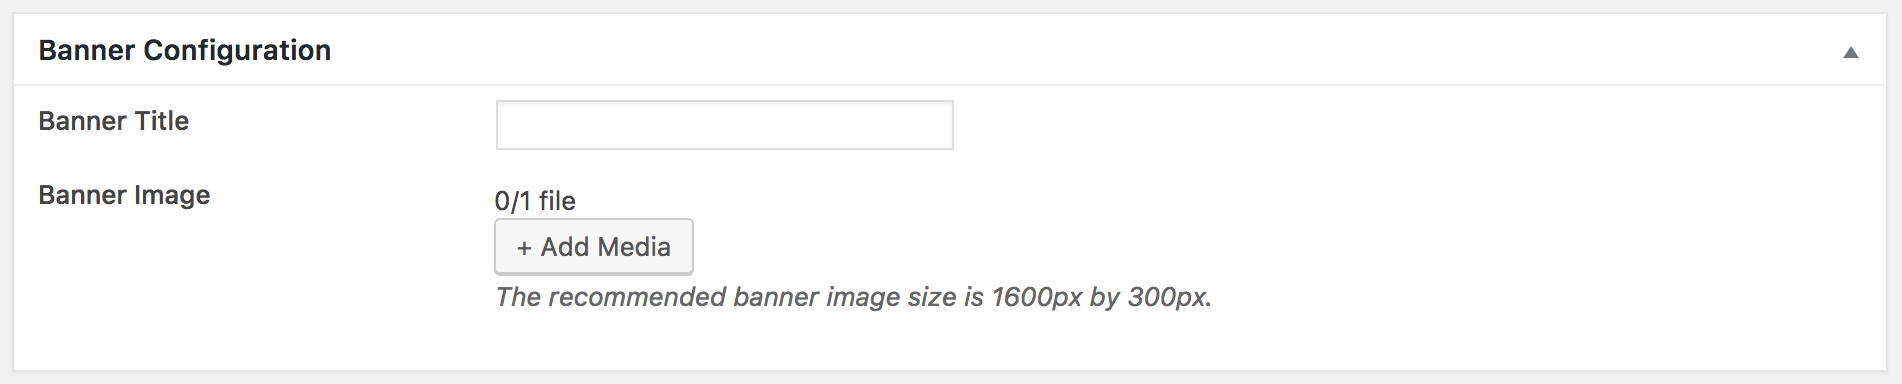 Banner Configuration
Banner Title
Banner Image
0/1 file
+ Add Media
The recommended banner image size is 1600px by 300px.